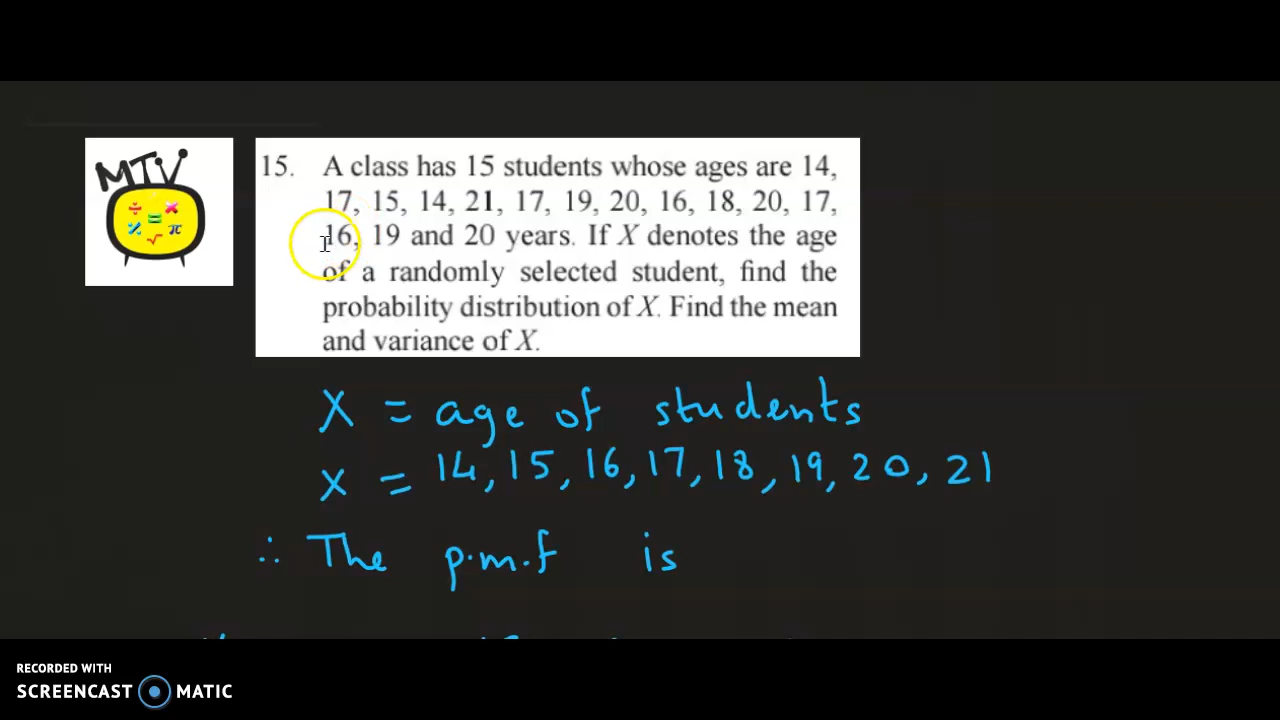 MTV
÷ × = % π √
15. A class has 15 students whose ages are 14,
17, 15, 14, 21, 17, 19, 20, 16, 18, 20, 17,
16, 19 and 20 years. If X denotes the age
of a randomly selected student, find the
probability distribution of X. Find the mean
and variance of X.
X = age of students
X = 14, 15, 16, 17, 18, 19, 20, 21
∴ The p.m.f is
RECORDED WITH
SCREENCAST MATIC